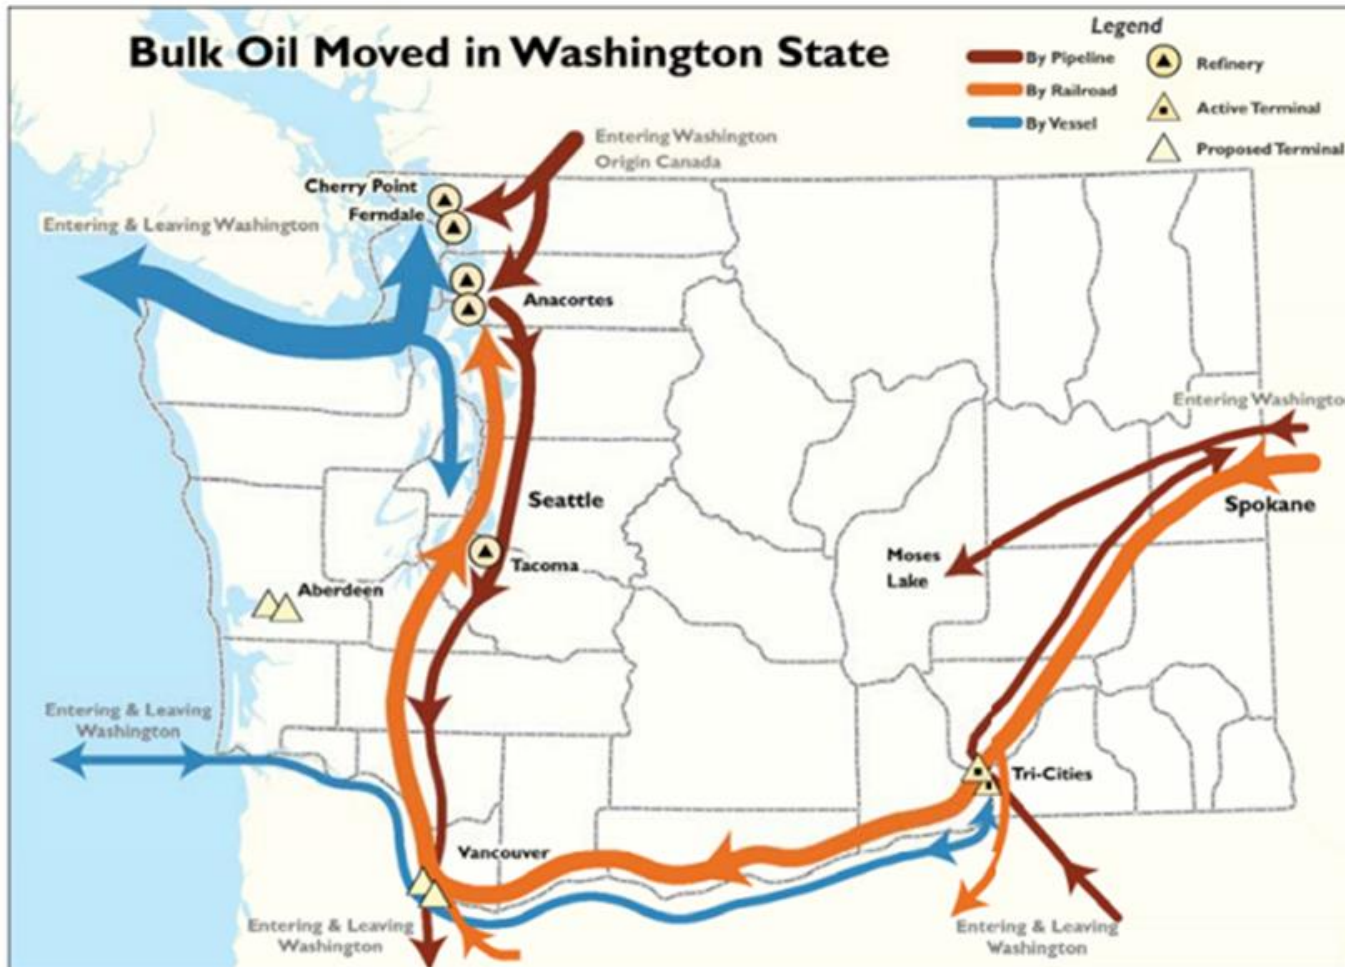 Bulk Oil Moved in Washington State
Legend
By Pipeline
By Railroad
By Vessel
Refinery
Active Terminal
Proposed Terminal
Entering Washington
Origin Canada
Cherry Point
Ferndale
Entering & Leaving Washington
Anacortes
Entering Washingto
Seattle
Spokane
Moses
Lake
Tacoma
Aberdeen
Entering & Leaving
Washington
Tri-Cities
Vancouver
Entering & Leaving
Washington
Entering & Leaving
Washington